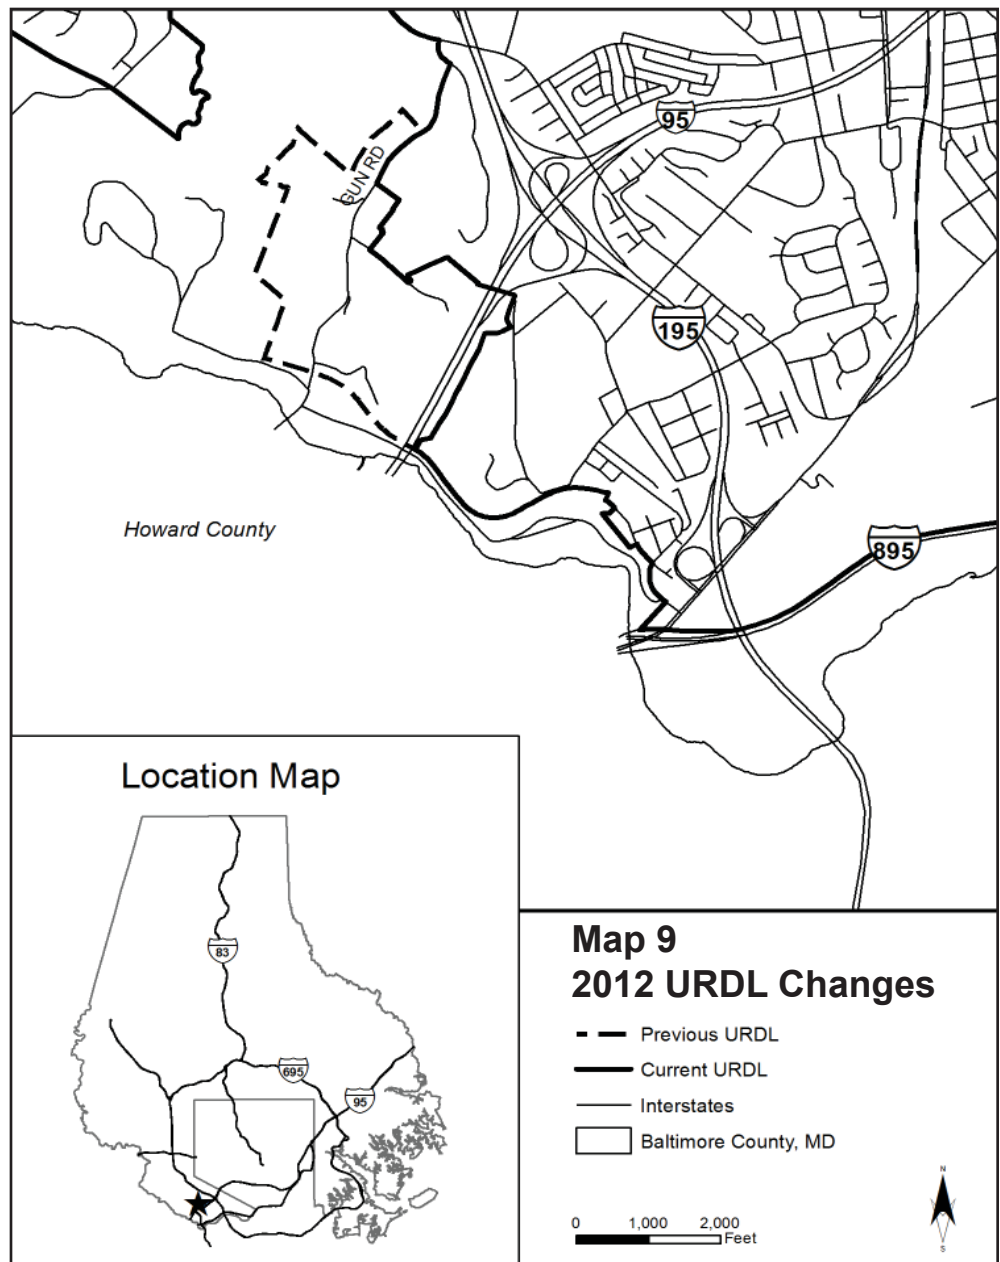 95
GUN RD
195
Howard County
895
Location Map
83
695
95
Map 9
2012 URDL Changes
Previous URDL
Current URDL
Interstates
Baltimore County, MD
0 1,000 2,000
Feet
N
S